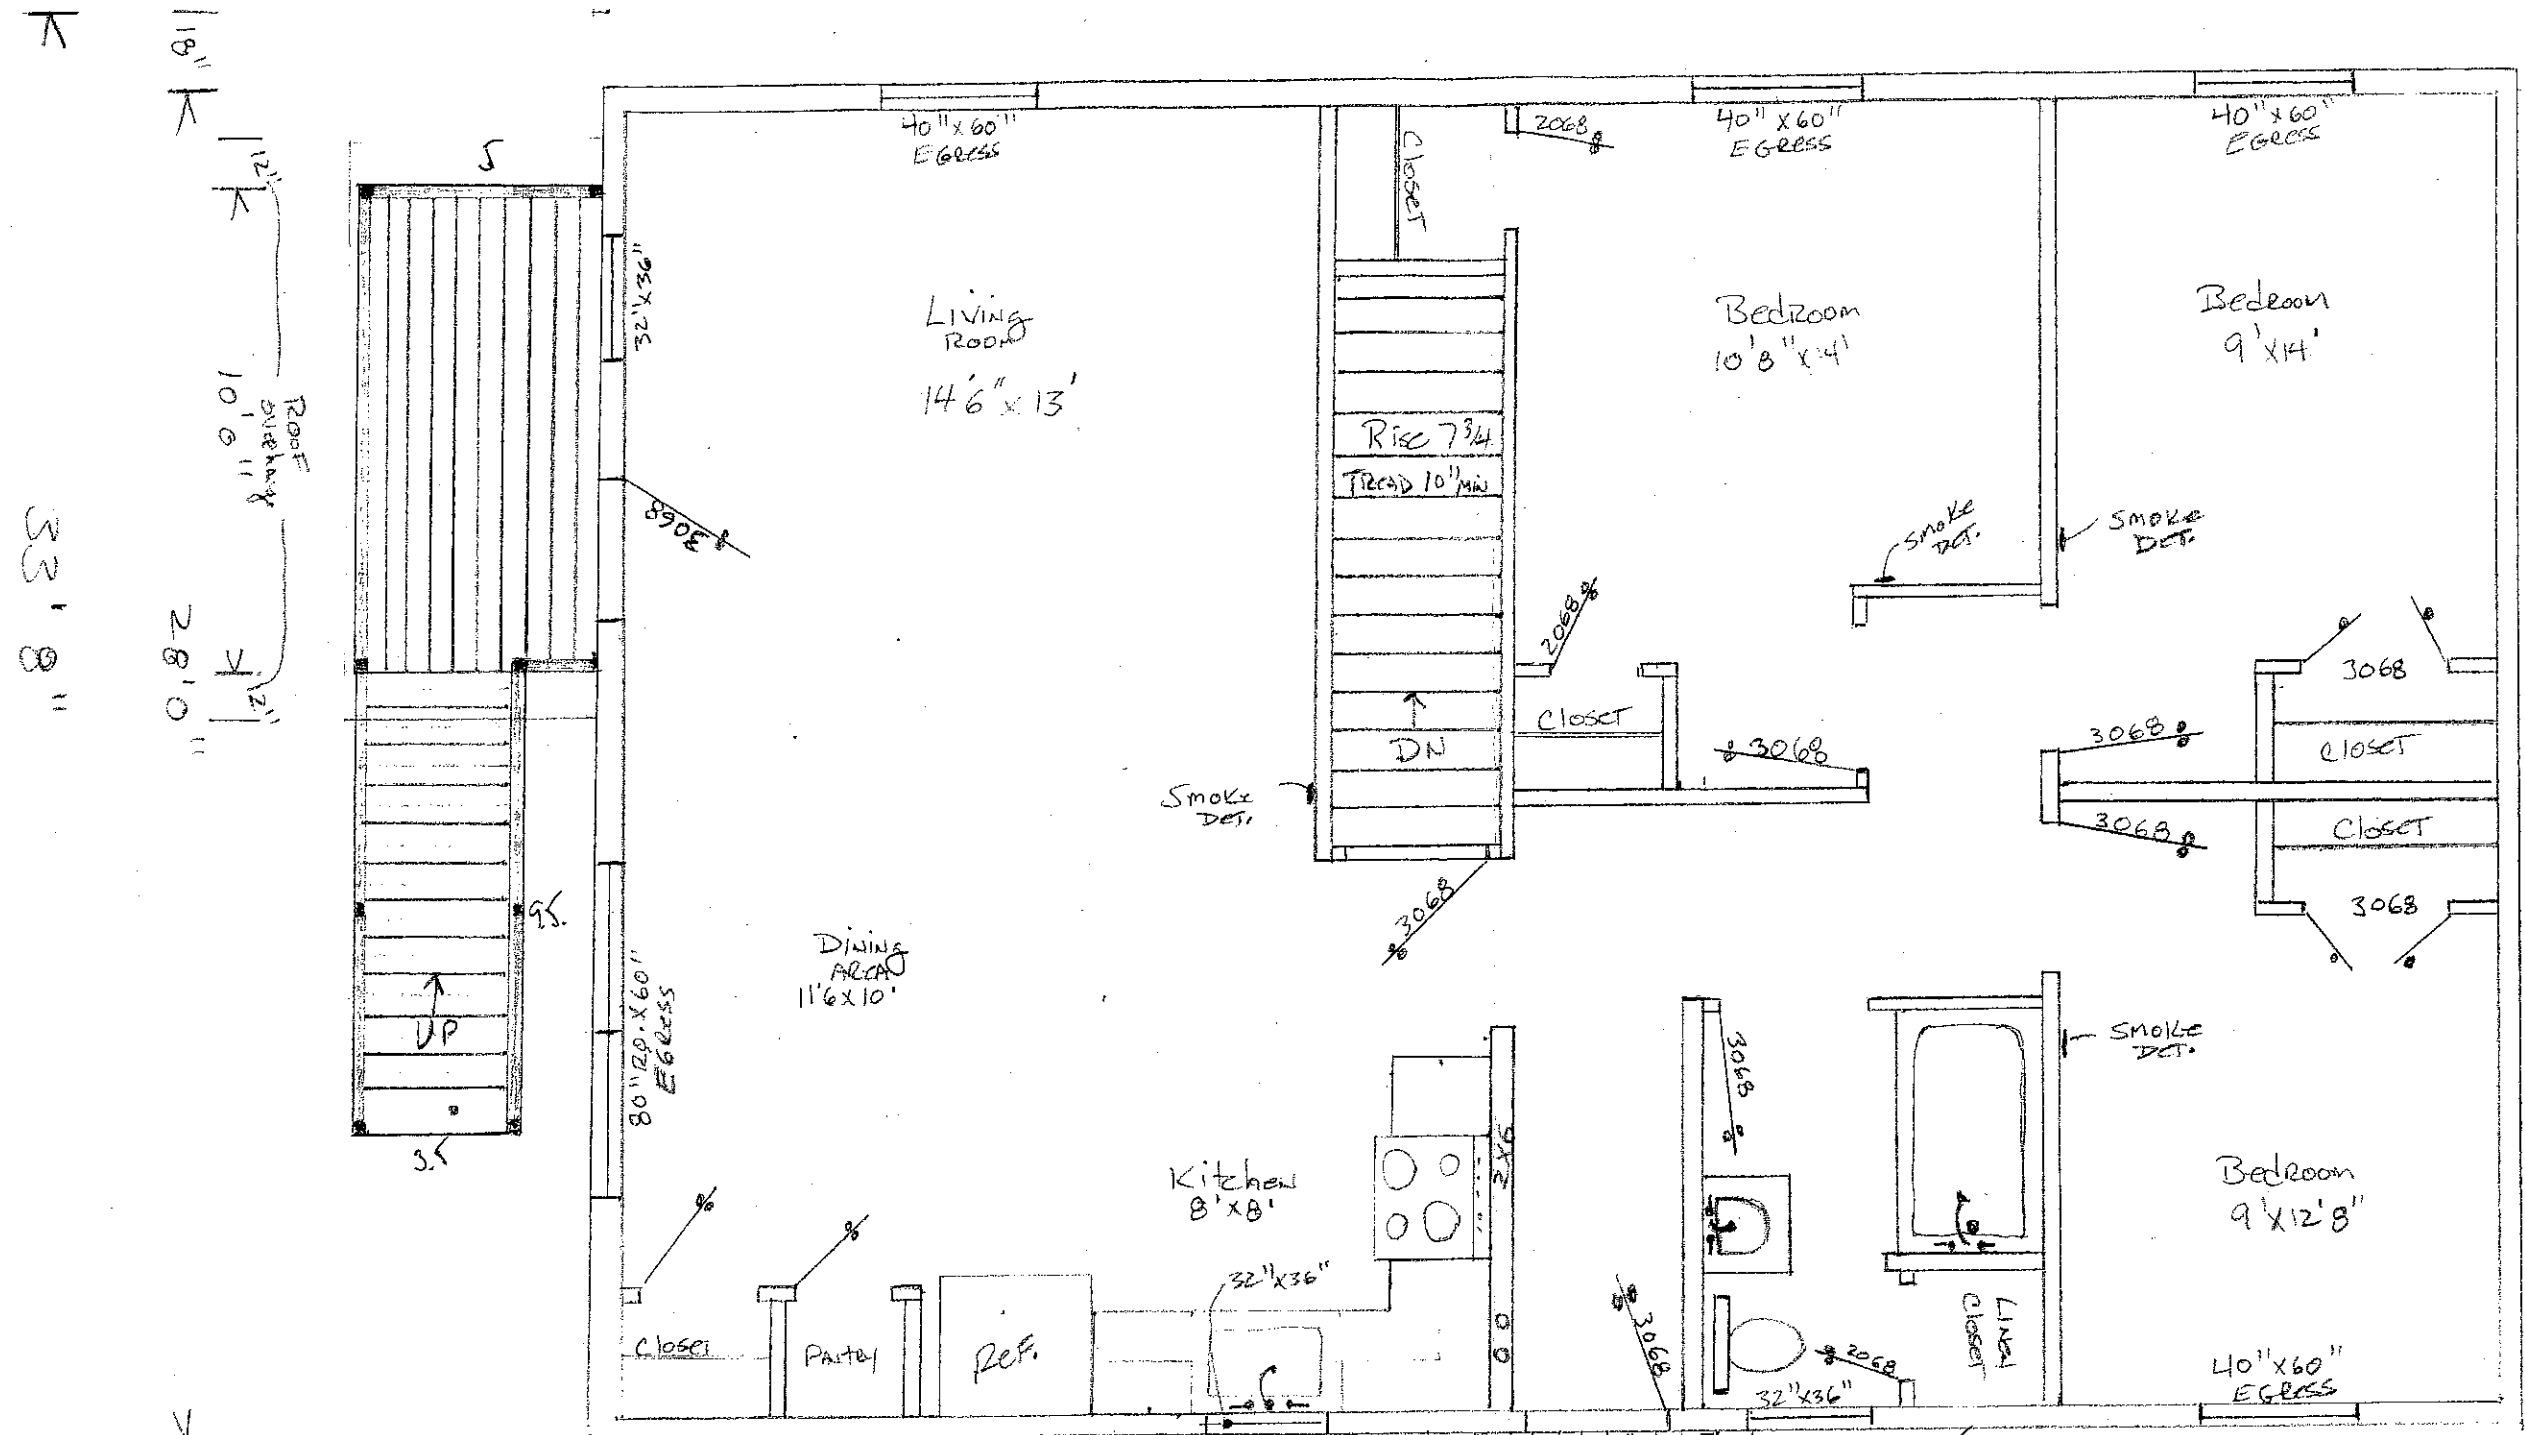 18"
12"
5
ROOF
overhang
10'0"
33'8"
28'0"
12"
UP
95.
3.5
40"x60"
EGRESS
32"x36"
Living
Room
14'6"x13'
3068
Closet
2068
Rise 7 3/4
TREAD 10" MIN
DN
40"x60"
EGRESS
Bedroom
10'8"x14'
smoke
DET.
2068
Closet
3068
40"x60"
EGRESS
Bedroom
9'x14'
Smoke
DET.
3068
Closet
3068
3068
Closet
3068
Smoke
DET.
3068
Dining
AREA
11'6x10'
80" RO. x60"
EGRESS
Kitchen
8'x8'
2x6
32"x36"
Closet
Pantry
REF.
3068
3068
2068
32"x36"
Linen
Closet
Smoke
DET.
Bedroom
9'x12'8"
40"x60"
EGRESS